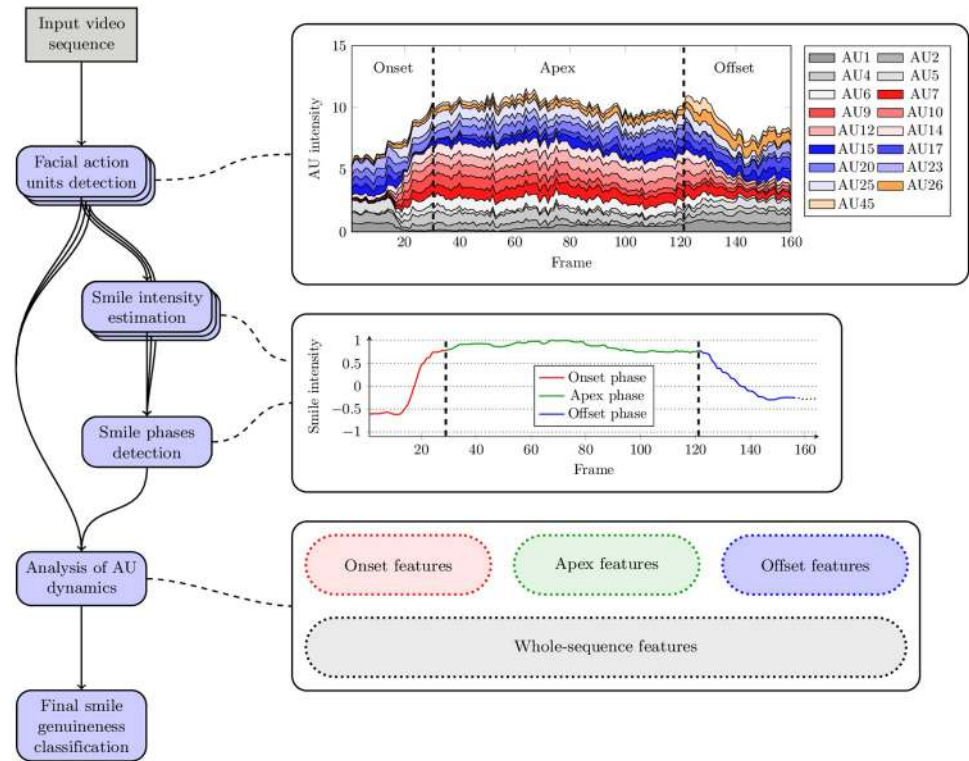 Input video
sequence
Facial action
units detection
Smile intensity
estimation
Smile phases
detection
Analysis of AU
dynamics
Final smile
genuineness
classification
15
10
5
0
AU intensity
Onset
Apex
Offset
20 40 60 80 100 120 140 160
Frame
AU1 AU2
AU4 AU5
AU6 AU7
AU9 AU10
AU12 AU14
AU15 AU17
AU20 AU23
AU25 AU26
AU45
Smile intensity
1
0.5
0
−0.5
−1
Onset phase
Apex phase
Offset phase
20 40 60 80 100 120 140 160
Frame
Onset features
Apex features
Offset features
Whole-sequence features